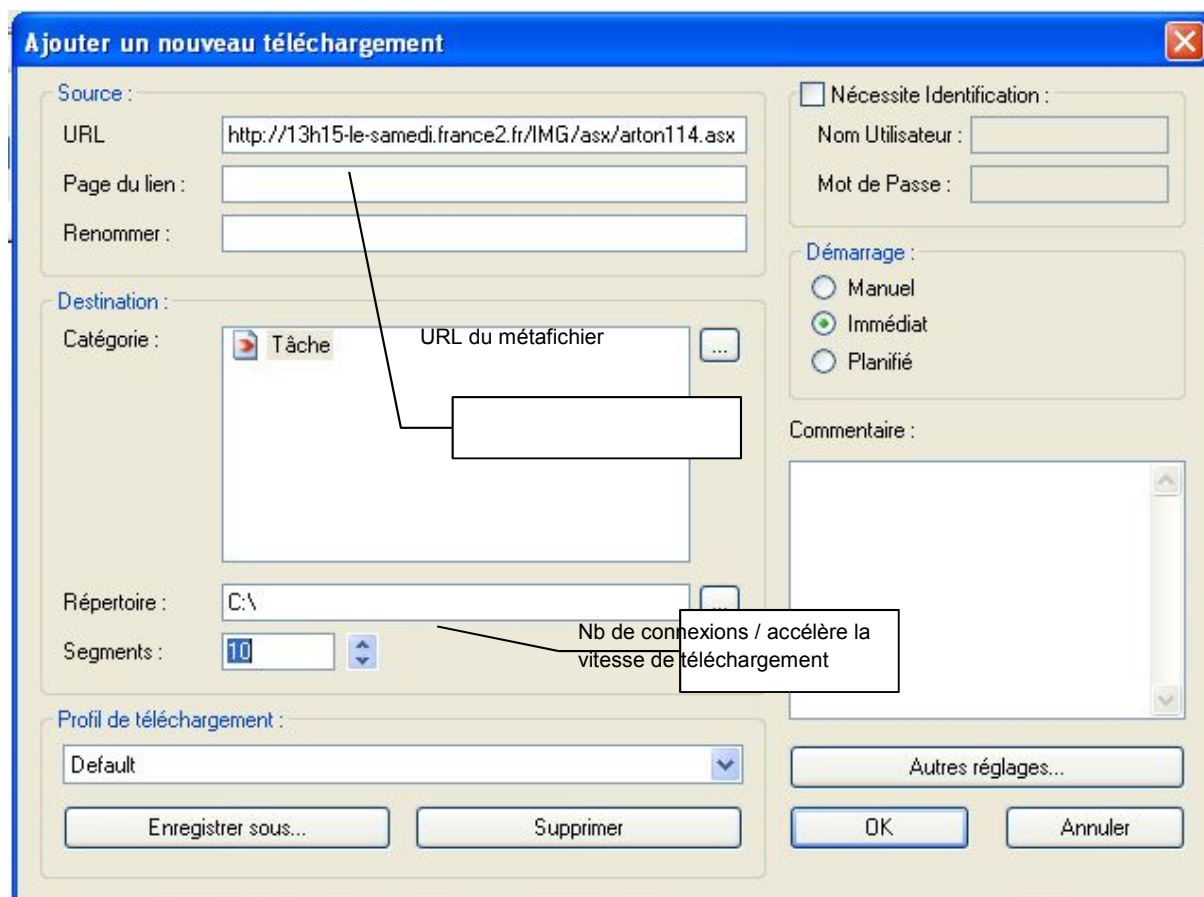 Ajouter un nouveau téléchargement
Source :
URL
http://13h15-le-samedi.france2.fr/IMG/asx/arton114.asx
Page du lien :
Renommer :
Destination :
Catégorie :
Tâche
URL du métafichier
...
Répertoire :
C:\
...
Segments :
10
Nb de connexions / accélère la
vitesse de téléchargement
Profil de téléchargement :
Default
Enregistrer sous...
Supprimer
Nécessite Identification :
Nom Utilisateur :
Mot de Passe :
Démarrage :
Manuel
Immédiat
Planifié
Commentaire :
Autres réglages...
OK
Annuler